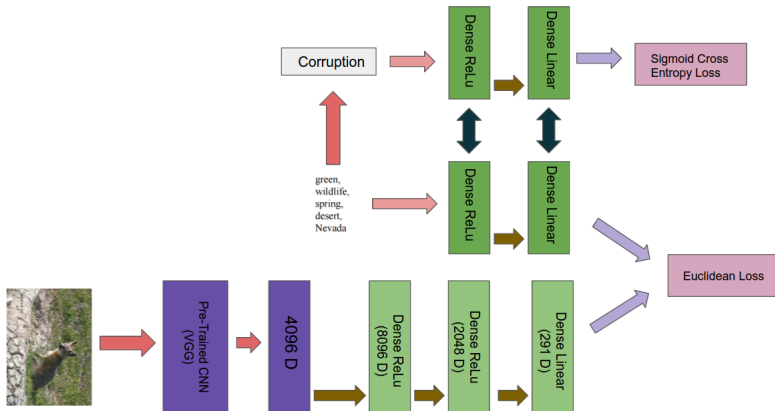 Corruption
Dense ReLu
Dense Linear
Sigmoid Cross
Entropy Loss
green,
wildlife,
spring,
desert,
Nevada
Dense ReLu
Dense Linear
Euclidean Loss
Pre-Trained CNN
(VGG)
4096 D
Dense ReLu
(8096 D)
Dense ReLu
(2048 D)
Dense Linear
(291 D)